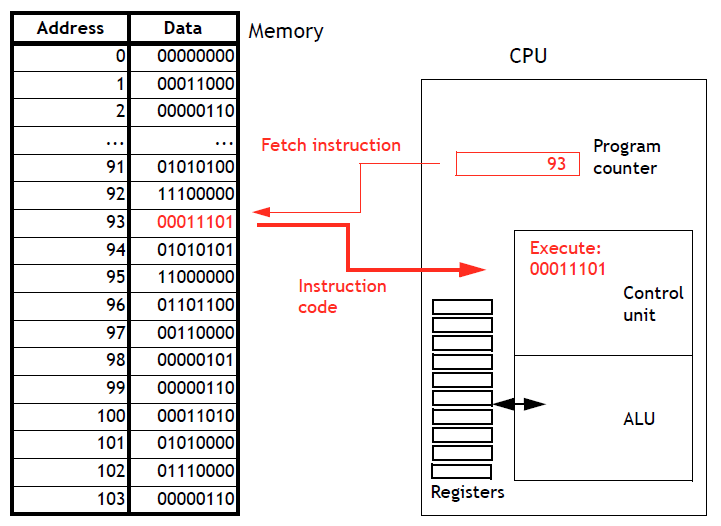 Address Data Memory
0 00000000
1 00011000
2 00000110
... ...
91 01010100
92 11100000
93 00011101
94 01010101
95 11000000
96 01101100
97 00110000
98 00000101
99 00000110
100 00011010
101 01010000
102 01110000
103 00000110
Fetch instruction
Instruction
code
CPU
93
Program
counter
Execute:
00011101
Control
unit
ALU
Registers